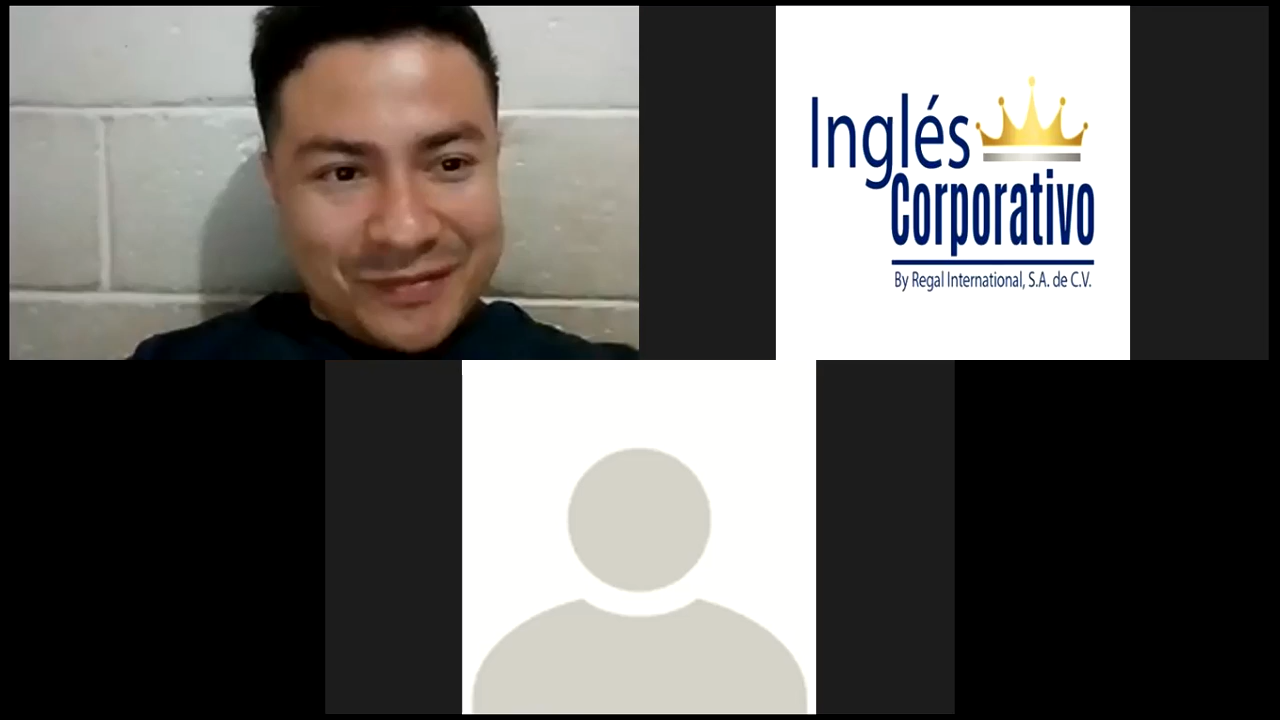 Inglés
Corporativo
By Regal International, S.A. de C.V.